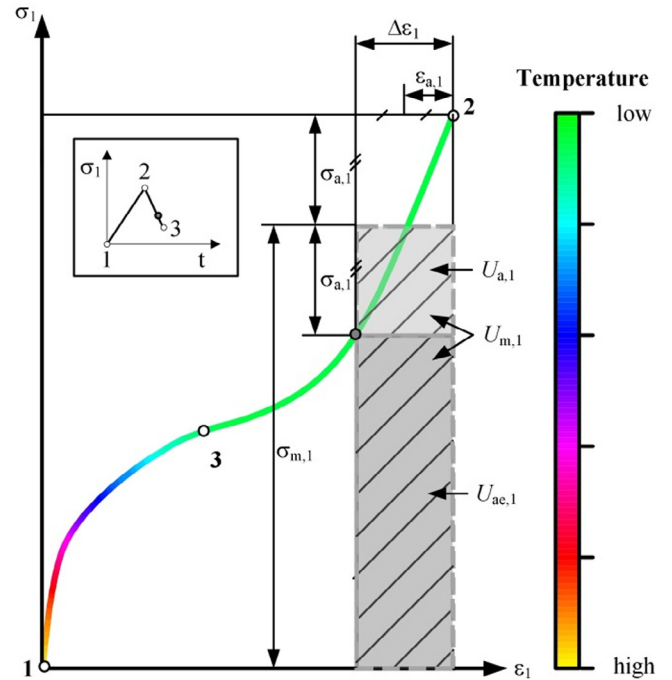 σ₁
Δε₁
εₐ,₁
2
Temperature
low
σₐ,₁
σ₁
2
3
1
t
σₐ,₁
Uₐ,₁
Uₘ,₁
3
σₘ,₁
Uₐₑ,₁
1
ε₁
high